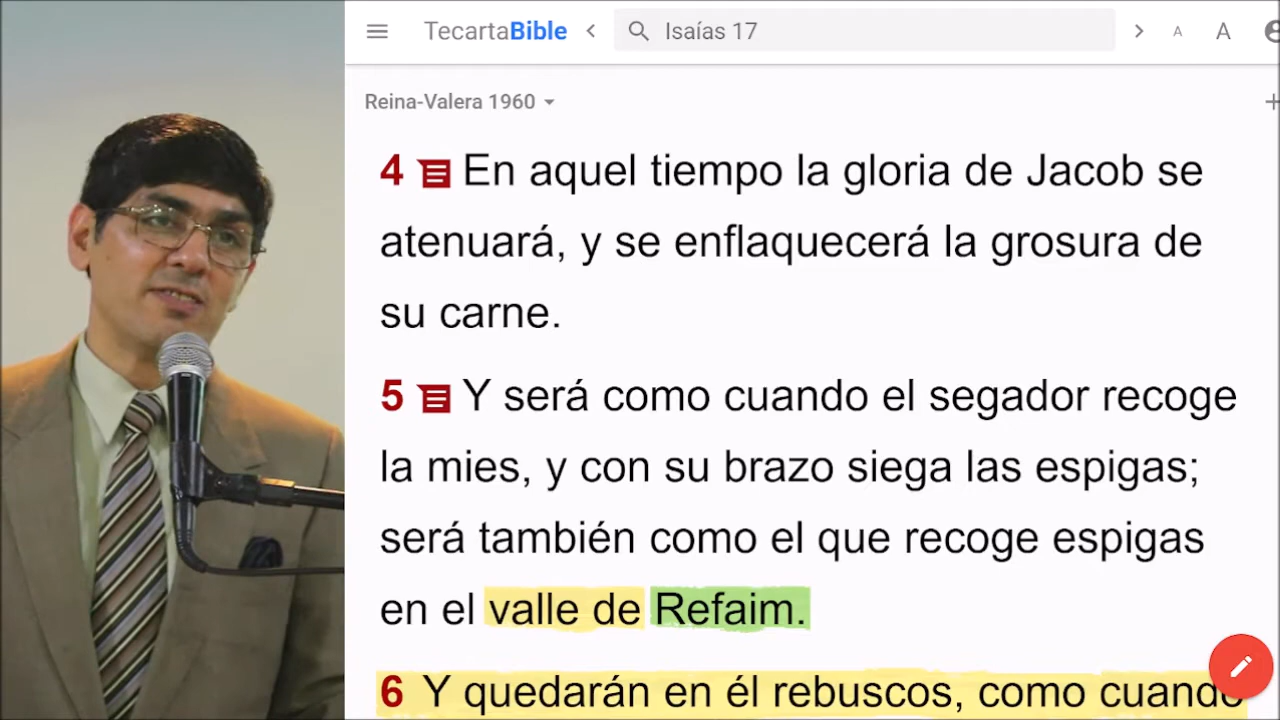 TecartaBible
Isaías 17
A A
Reina-Valera 1960
4 En aquel tiempo la gloria de Jacob se
atenuará, y se enflaquecerá la grosura de
su carne.
5 Y será como cuando el segador recoge
la mies, y con su brazo siega las espigas;
será también como el que recoge espigas
en el valle de Refaim.
6 Y quedarán en él rebuscos, como cuando